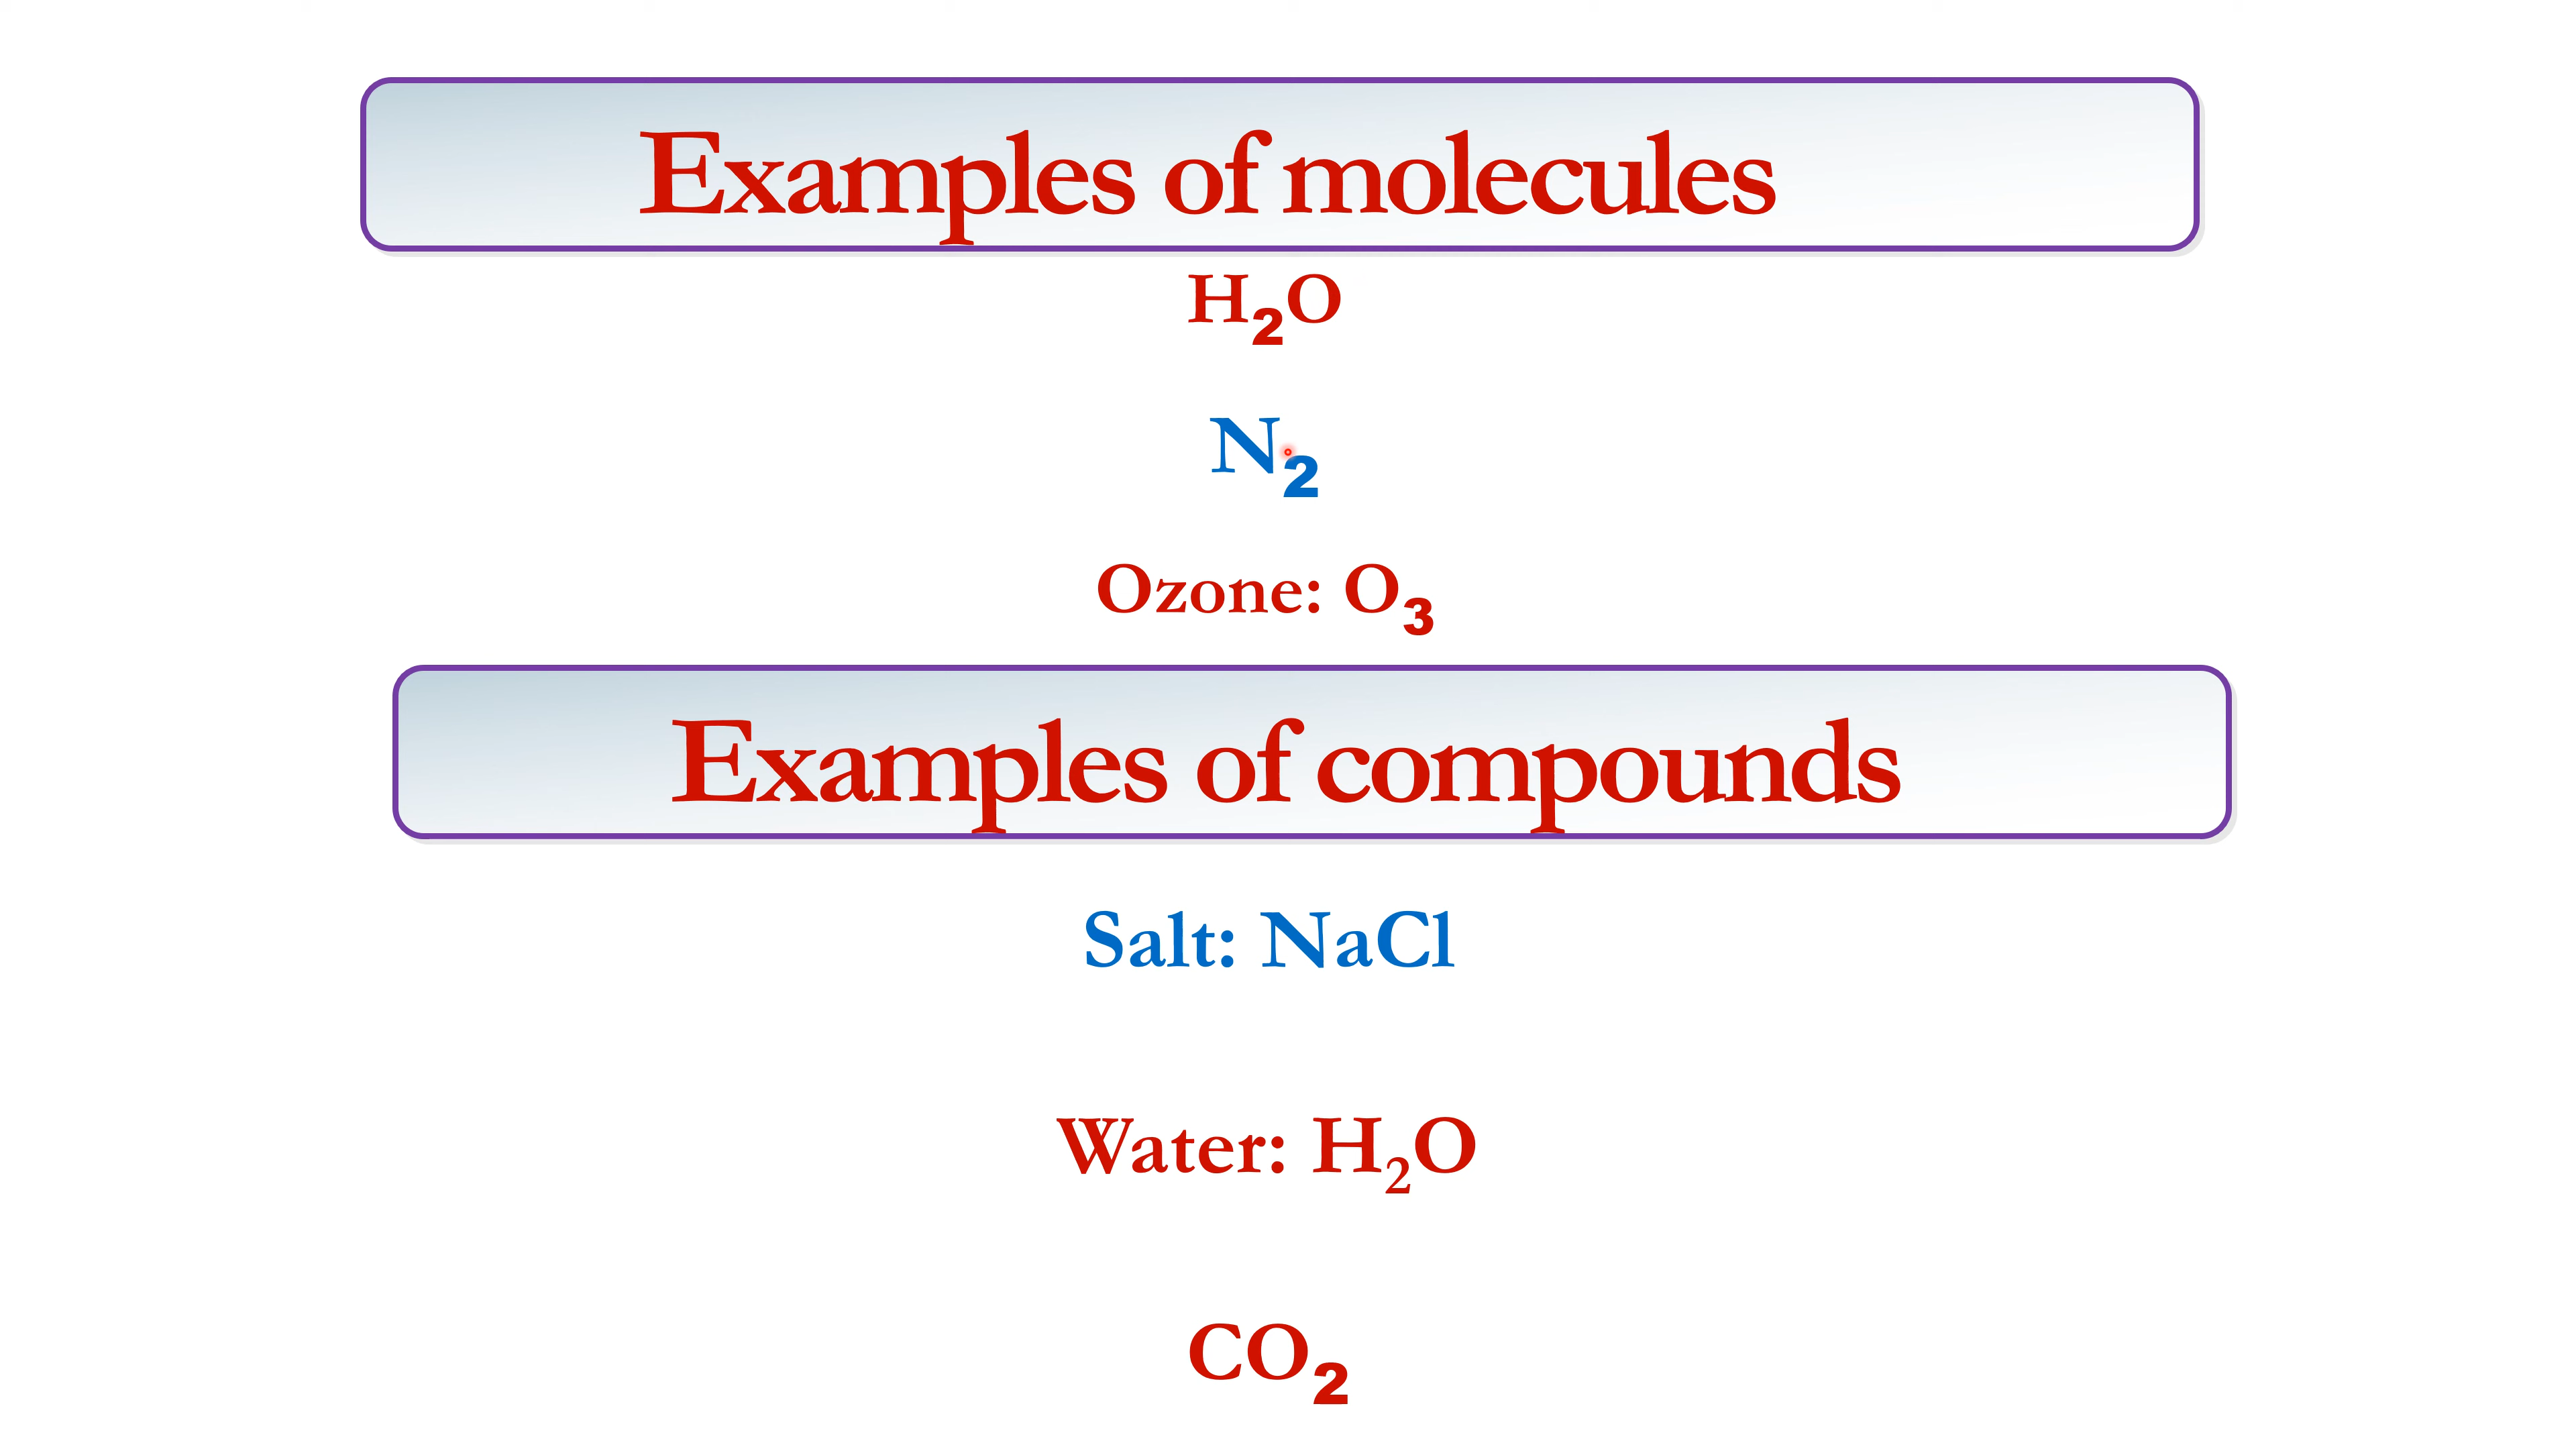 Examples of molecules
H₂O
N₂
Ozone: O₃
Examples of compounds
Salt: NaCl
Water: H₂O
CO₂